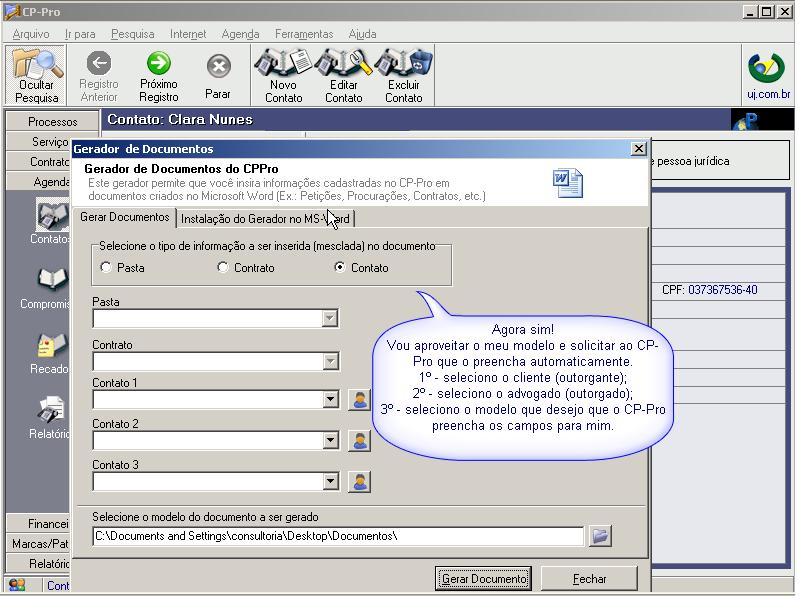 CP-Pro
Arquivo Ir para Pesquisa Internet Agenda Ferramentas Ajuda
Ocultar Pesquisa
Registro Anterior
Próximo Registro
Parar
Novo Contato
Editar Contato
Excluir Contato
uj.com.br
Processos
Contato: Clara Nunes
Serviço
Contrato
Agenda
Contato
Compromis
Recado
Relatório
Financei
Marcas/Pat
Relatório
Cont
e pessoa jurídica
CPF: 037367536-40
Gerador de Documentos
Gerador de Documentos do CPPro
Este gerador permite que você insira informações cadastradas no CP-Pro em
documentos criados no Microsoft Word (Ex.: Petições, Procurações, Contratos, etc.)
Gerar Documentos
Instalação do Gerador no MS-Word
Selecione o tipo de informação a ser inserida (mesclada) no documento
Pasta Contrato Contato
Pasta
Contrato
Contato 1
Contato 2
Contato 3
Agora sim!
Vou aproveitar o meu modelo e solicitar ao CP-
Pro que o preencha automaticamente.
1º - seleciono o cliente (outorgante);
2º - seleciono o advogado (outorgado);
3º - seleciono o modelo que desejo que o CP-Pro
preencha os campos para mim.
Selecione o modelo do documento a ser gerado
C:\Documents and Settings\consultoria\Desktop\Documentos\
Gerar Documento
Fechar